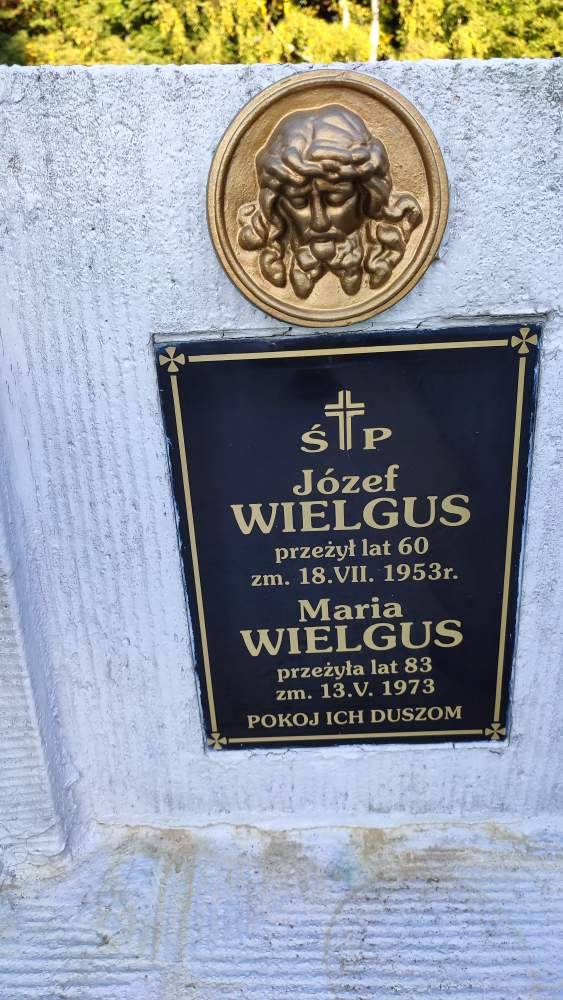 Ś P
Józef
WIELGUS
przeżył lat 60
zm. 18.VII. 1953r.
Maria
WIELGUS
przeżyła lat 83
zm. 13.V. 1973
POKOJ ICH DUSZOM